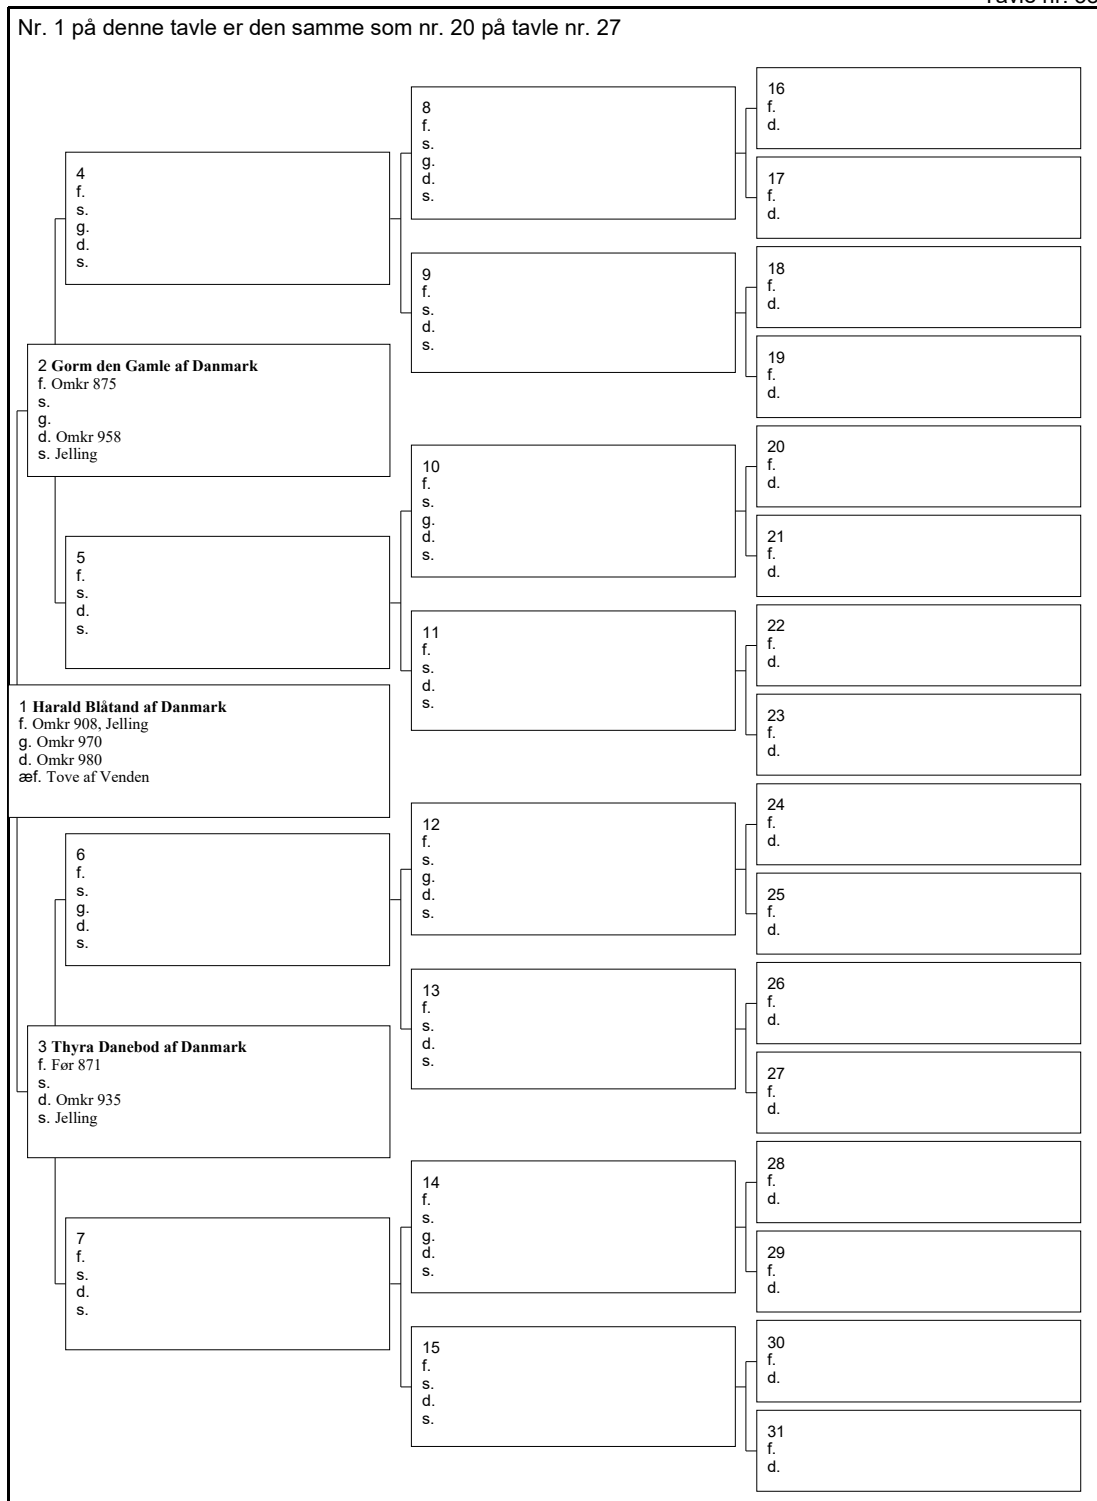 Nr. 1 på denne tavle er den samme som nr. 20 på tavle nr. 27
16
f.
d.
8
f.
s.
g.
d.
s.
17
f.
d.
4
f.
s.
g.
d.
s.
18
f.
d.
9
f.
s.
d.
s.
19
f.
d.
2 Gorm den Gamle af Danmark
f. Omkr 875
s.
g.
d. Omkr 958
s. Jelling
20
f.
d.
10
f.
s.
g.
d.
s.
21
f.
d.
5
f.
s.
d.
s.
22
f.
d.
11
f.
s.
d.
s.
23
f.
d.
1 Harald Blåtand af Danmark
f. Omkr 908, Jelling
g. Omkr 970
d. Omkr 980
æf. Tove af Venden
24
f.
d.
12
f.
s.
g.
d.
s.
25
f.
d.
6
f.
s.
g.
d.
s.
26
f.
d.
13
f.
s.
d.
s.
27
f.
d.
3 Thyra Danebod af Danmark
f. Før 871
s.
d. Omkr 935
s. Jelling
28
f.
d.
14
f.
s.
g.
d.
s.
29
f.
d.
7
f.
s.
d.
s.
30
f.
d.
15
f.
s.
d.
s.
31
f.
d.